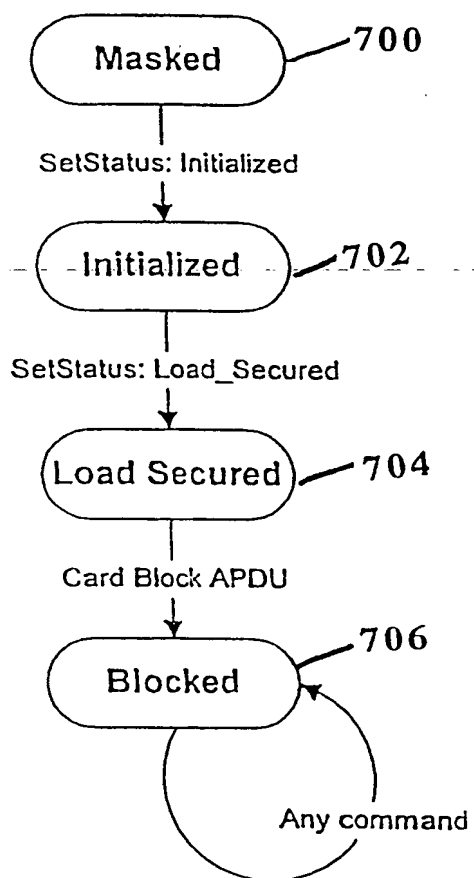 Masked
700
SetStatus: Initialized
Initialized
702
SetStatus: Load_Secured
Load Secured
704
Card Block APDU
706
Blocked
Any command